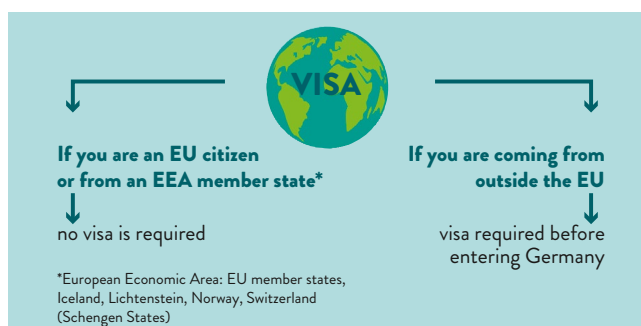 VISA
If you are an EU citizen
or from an EEA member state*
no visa is required
*European Economic Area: EU member states,
Iceland, Lichtenstein, Norway, Switzerland
(Schengen States)
If you are coming from
outside the EU
visa required before
entering Germany